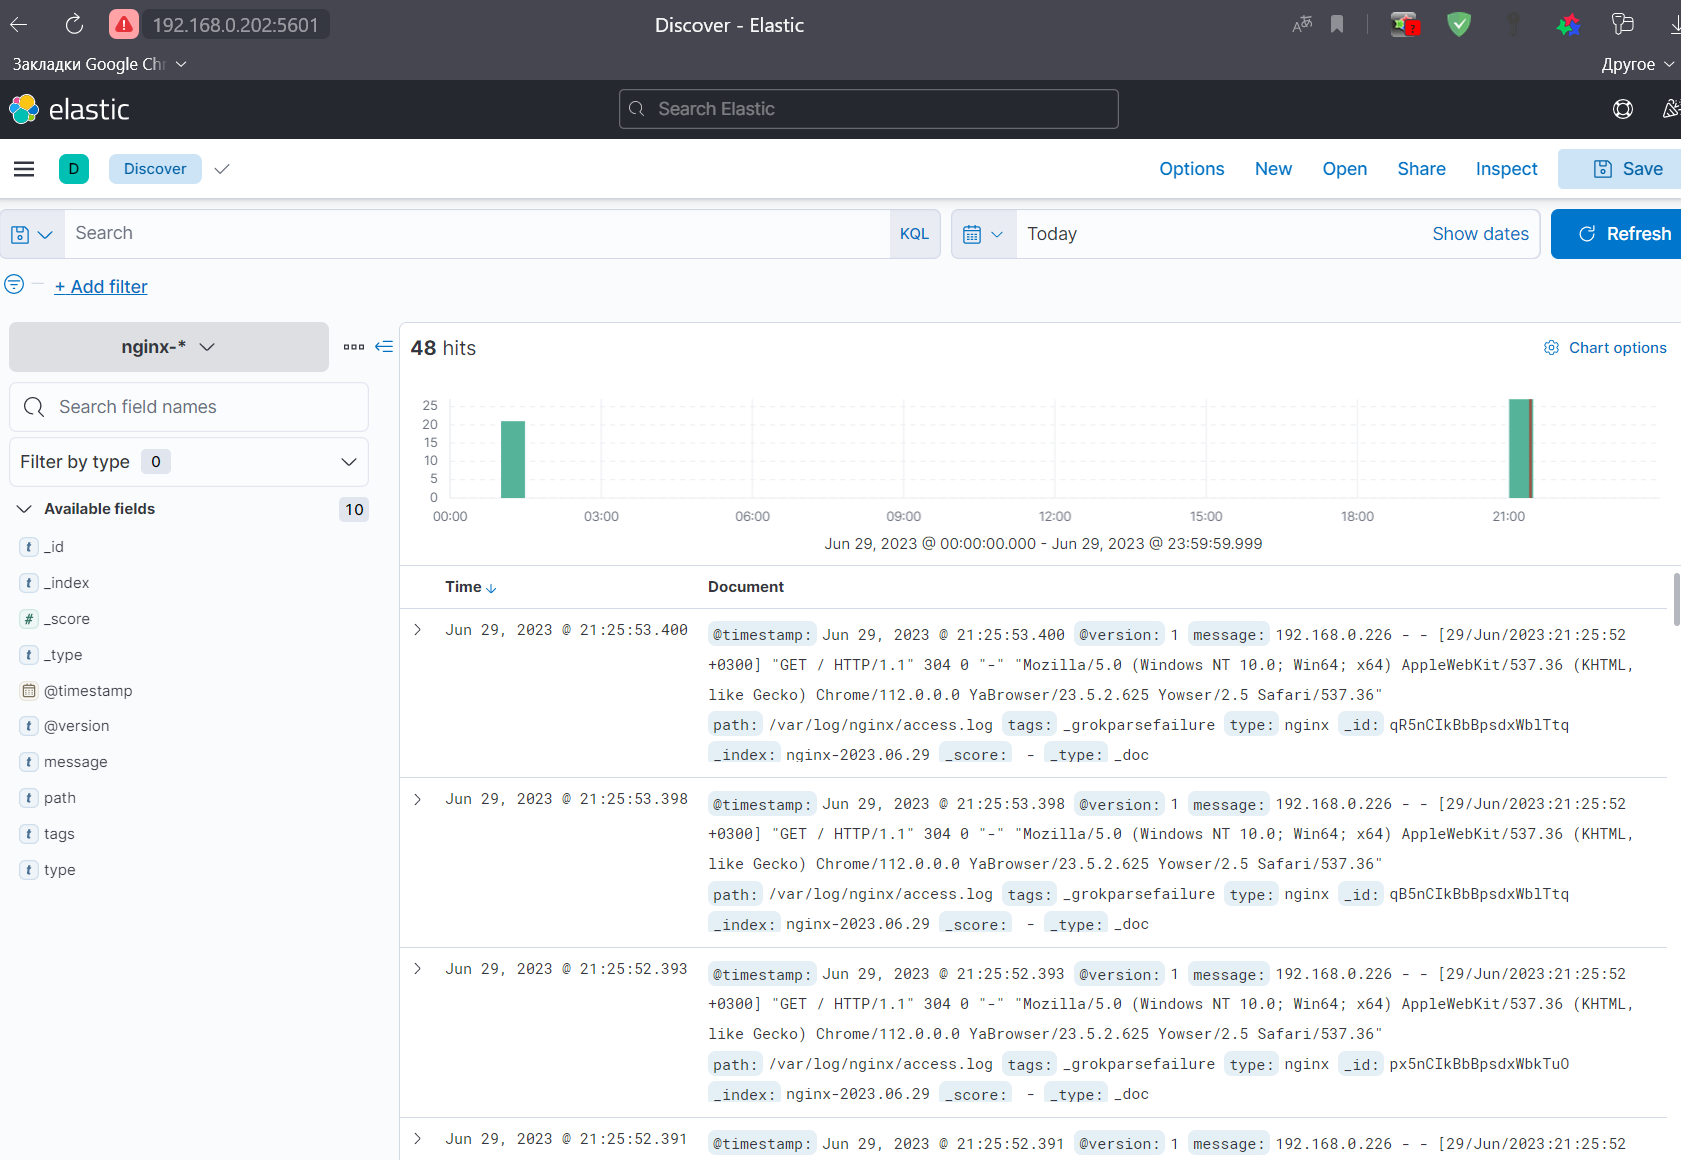 192.168.0.202:5601
Discover - Elastic
Закладки Google Chr
Другое
elastic
Search Elastic
D
Discover
Options
New
Open
Share
Inspect
Save
Search
KQL
Today
Show dates
Refresh
+ Add filter
nginx-*
48 hits
Chart options
Search field names
Filter by type 0
Available fields 10
t _id
t _index
# _score
t _type
@timestamp
t @version
t message
t path
t tags
t type
25
20
15
10
5
0
00:00 03:00 06:00 09:00 12:00 15:00 18:00 21:00
Jun 29, 2023 @ 00:00:00.000 - Jun 29, 2023 @ 23:59:59.999
Time Document
Jun 29, 2023 @ 21:25:53.400 @timestamp: Jun 29, 2023 @ 21:25:53.400 @version: 1 message: 192.168.0.226 - - [29/Jun/2023:21:25:52
+0300] "GET / HTTP/1.1" 304 0 "-" "Mozilla/5.0 (Windows NT 10.0; Win64; x64) AppleWebKit/537.36 (KHTML,
like Gecko) Chrome/112.0.0.0 YaBrowser/23.5.2.625 Yowser/2.5 Safari/537.36"
path: /var/log/nginx/access.log tags: _grokparsefailure type: nginx _id: qR5nCIkBbBpsdxWblTtq
_index: nginx-2023.06.29 _score: - _type: _doc
Jun 29, 2023 @ 21:25:53.398 @timestamp: Jun 29, 2023 @ 21:25:53.398 @version: 1 message: 192.168.0.226 - - [29/Jun/2023:21:25:52
+0300] "GET / HTTP/1.1" 304 0 "-" "Mozilla/5.0 (Windows NT 10.0; Win64; x64) AppleWebKit/537.36 (KHTML,
like Gecko) Chrome/112.0.0.0 YaBrowser/23.5.2.625 Yowser/2.5 Safari/537.36"
path: /var/log/nginx/access.log tags: _grokparsefailure type: nginx _id: qB5nCIkBbBpsdxWblTtq
_index: nginx-2023.06.29 _score: - _type: _doc
Jun 29, 2023 @ 21:25:52.393 @timestamp: Jun 29, 2023 @ 21:25:52.393 @version: 1 message: 192.168.0.226 - - [29/Jun/2023:21:25:52
+0300] "GET / HTTP/1.1" 304 0 "-" "Mozilla/5.0 (Windows NT 10.0; Win64; x64) AppleWebKit/537.36 (KHTML,
like Gecko) Chrome/112.0.0.0 YaBrowser/23.5.2.625 Yowser/2.5 Safari/537.36"
path: /var/log/nginx/access.log tags: _grokparsefailure type: nginx _id: px5nCIkBbBpsdxWbkTuO
_index: nginx-2023.06.29 _score: - _type: _doc
Jun 29, 2023 @ 21:25:52.391 @timestamp: Jun 29, 2023 @ 21:25:52.391 @version: 1 message: 192.168.0.226 - - [29/Jun/2023:21:25:52